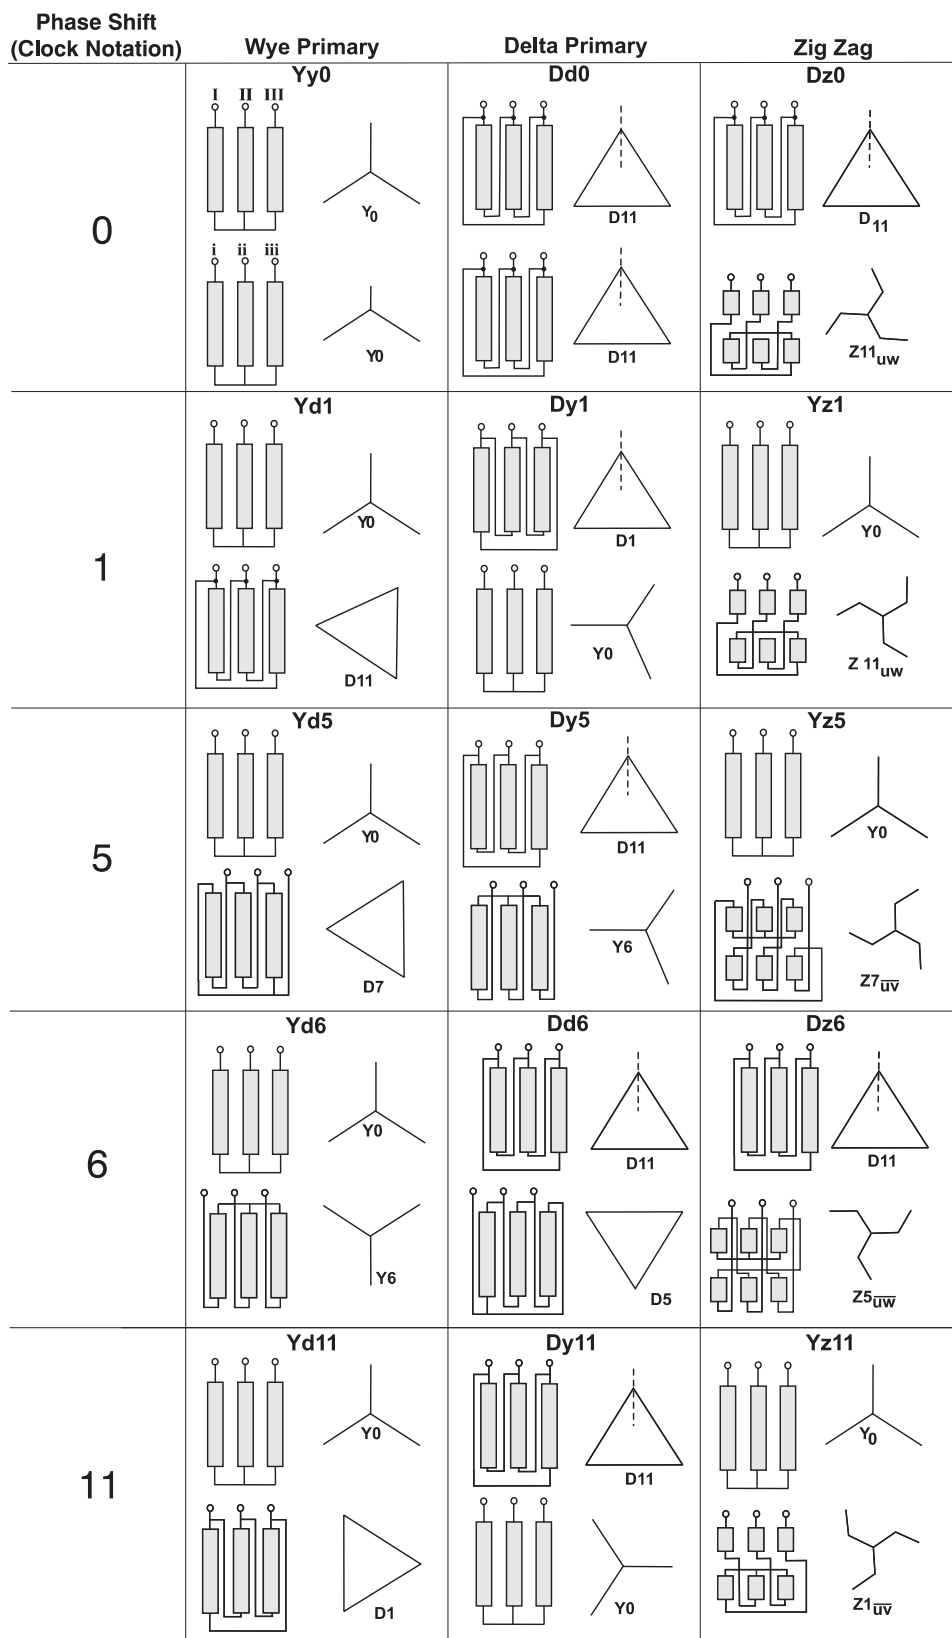 Phase Shift
(Clock Notation)
Wye Primary
Delta Primary
Zig Zag
0
Yy0
I II III
Y0
i ii iii
Y0
Dd0
D11
D11
Dz0
D11
Z11uw
1
Yd1
Y0
D11
Dy1
D1
Y0
Yz1
Y0
Z 11uw
5
Yd5
Y0
D7
Dy5
D11
Y6
Yz5
Y0
Z7u̅v̅
6
Yd6
Y0
Y6
Dd6
D11
D5
Dz6
D11
Z5u̅w̅
11
Yd11
Y0
D1
Dy11
D11
Y0
Yz11
Y0
Z1u̅v̅